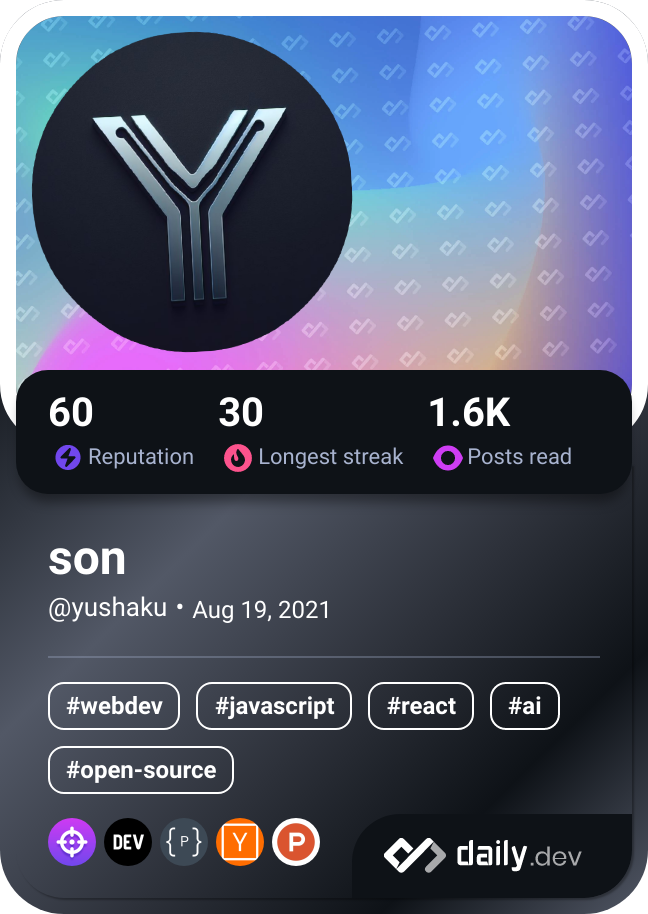 Y
60 30 1.6K
Reputation Longest streak Posts read
son
@yushaku • Aug 19, 2021
#webdev #javascript #react #ai
#open-source
DEV {P} Y P
daily.dev